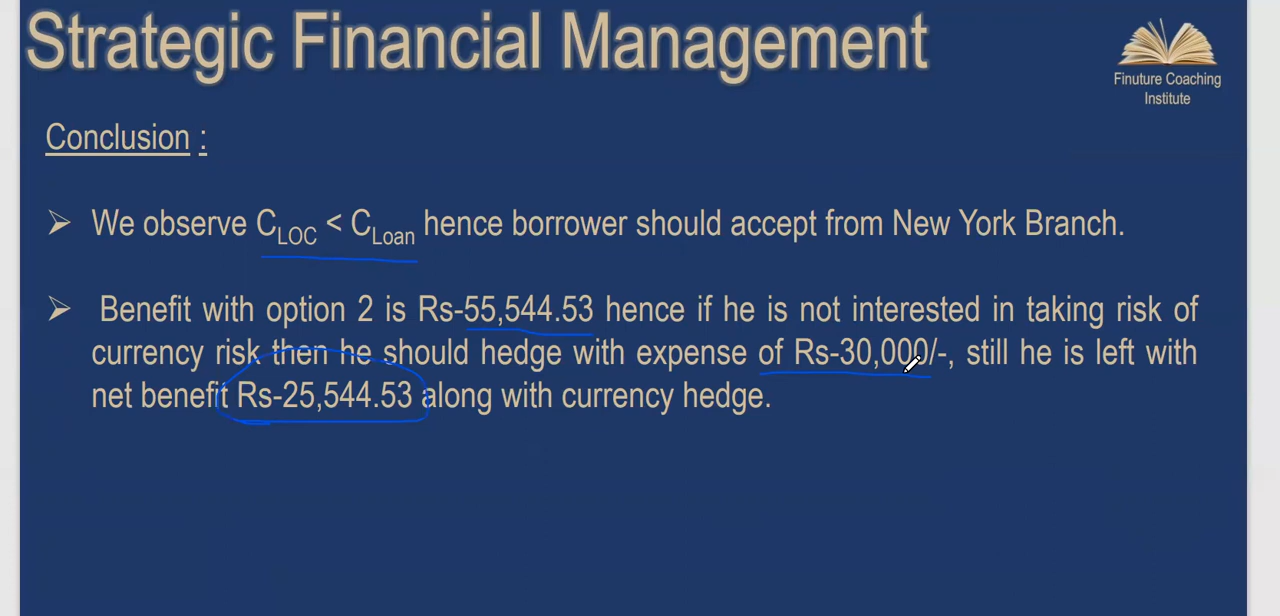 Strategic Financial Management
Finuture Coaching
Institute
Conclusion :
➢ We observe C_LOC < C_Loan hence borrower should accept from New York Branch.
➢ Benefit with option 2 is Rs-55,544.53 hence if he is not interested in taking risk of
currency risk then he should hedge with expense of Rs-30,000/-, still he is left with
net benefit Rs-25,544.53 along with currency hedge.